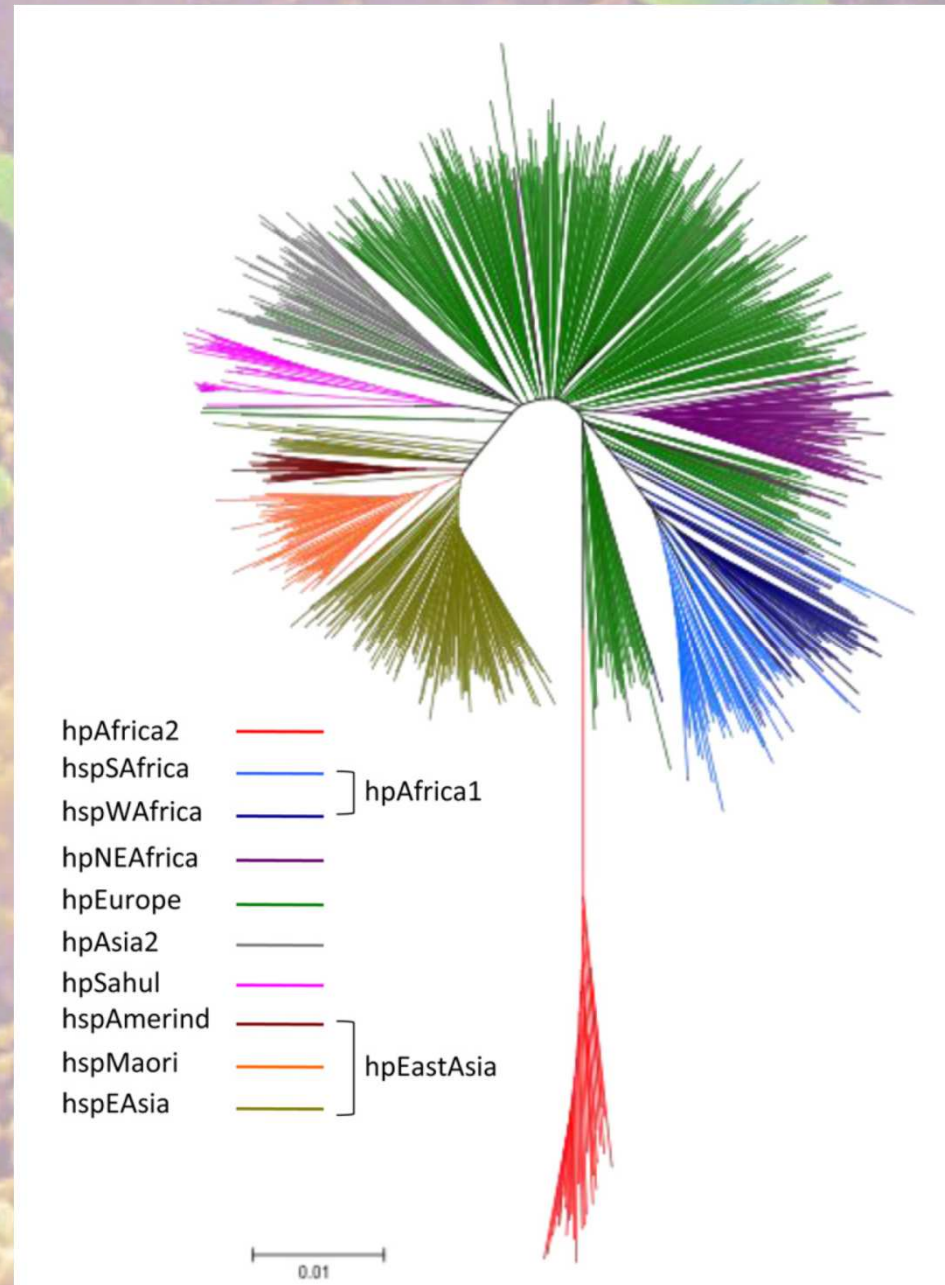 hpAfrica2
hspSAfrica
hpAfrica1
hspWAfrica
hpNEAfrica
hpEurope
hpAsia2
hpSahul
hspAmerind
hspMaori
hpEastAsia
hspEAsia
0.01